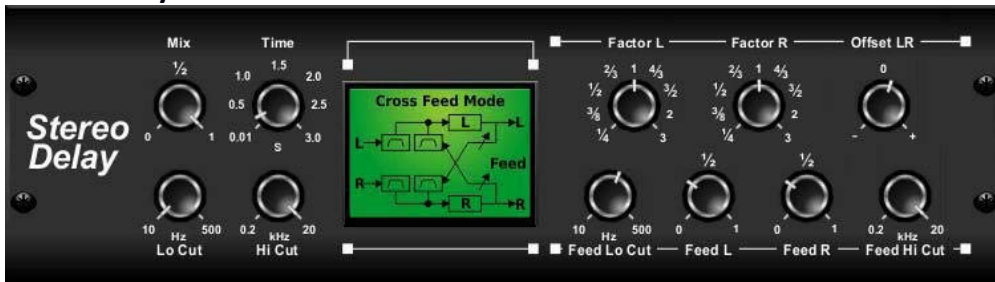 Mix
Time
Factor L
Factor R
Offset LR
½
0
1
0.01
0.5
1.0
1.5
2.0
2.5
3.0
S
¼
⅜
½
⅔
1
4/3
3/2
2
3
¼
⅜
½
⅔
1
4/3
3/2
2
3
0
-
+
Stereo
Delay
Cross Feed Mode
L
L
L
Feed
R
R
R
10
Hz
500
Lo Cut
0.2
kHz
20
Hi Cut
10
Hz
500
Feed Lo Cut
½
0
1
Feed L
½
0
1
Feed R
0.2
kHz
20
Feed Hi Cut